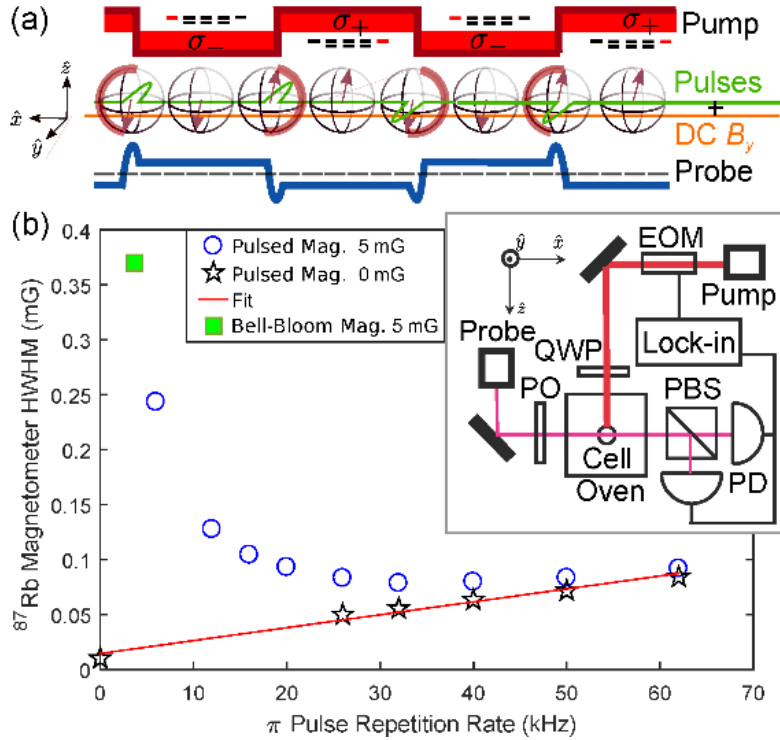 (a)
σ− σ+ σ− σ+ Pump
ẑ
x̂
ŷ
Pulses
+
DC B_y
Probe
(b)
0.4
0.35
0.3
0.25
0.2
0.15
0.1
0.05
0
⁸⁷Rb Magnetometer HWHM (mG)
Pulsed Mag. 5 mG
Pulsed Mag. 0 mG
Fit
Bell-Bloom Mag. 5 mG
ŷ x̂
ẑ
EOM
Pump
Probe
Lock-in
QWP
PO
PBS
Cell
Oven
PD
0 10 20 30 40 50 60 70
π Pulse Repetition Rate (kHz)